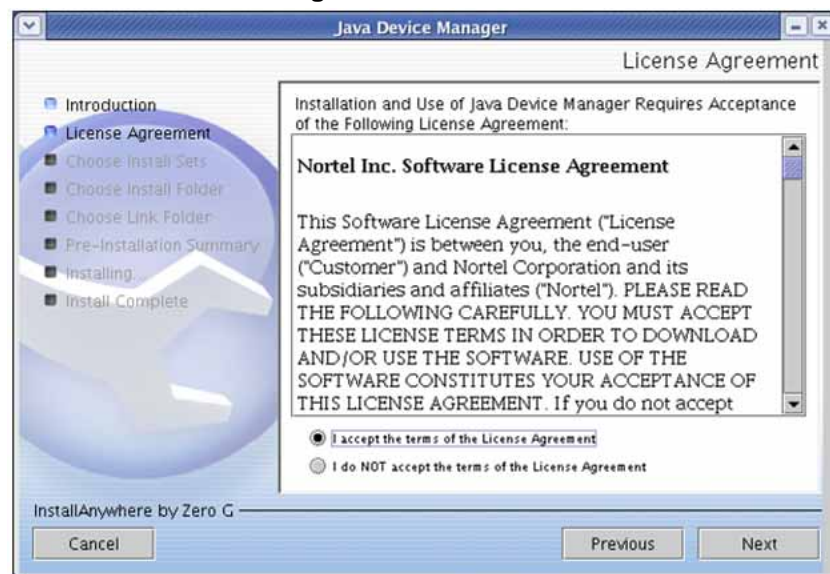 Java Device Manager
License Agreement
Introduction
License Agreement
Choose Install Sets
Choose Install Folder
Choose Link Folder
Pre-Installation Summary
Installing...
Install Complete
Installation and Use of Java Device Manager Requires Acceptance
of the Following License Agreement:
Nortel Inc. Software License Agreement
This Software License Agreement ("License
Agreement") is between you, the end-user
("Customer") and Nortel Corporation and its
subsidiaries and affiliates ("Nortel"). PLEASE READ
THE FOLLOWING CAREFULLY. YOU MUST ACCEPT
THESE LICENSE TERMS IN ORDER TO DOWNLOAD
AND/OR USE THE SOFTWARE. USE OF THE
SOFTWARE CONSTITUTES YOUR ACCEPTANCE OF
THIS LICENSE AGREEMENT. If you do not accept
I accept the terms of the License Agreement
I do NOT accept the terms of the License Agreement
InstallAnywhere by Zero G
Cancel
Previous
Next